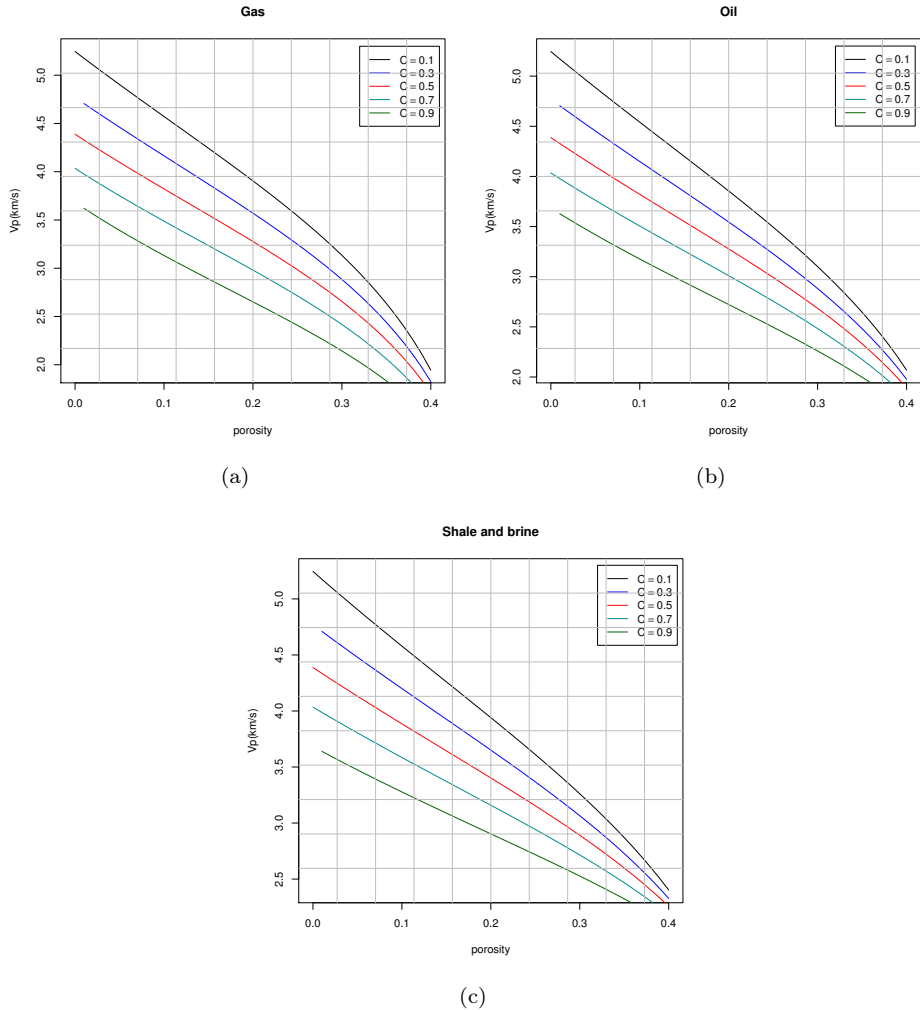 Gas
Vp(km/s)
5.0
4.5
4.0
3.5
3.0
2.5
2.0
C = 0.1
C = 0.3
C = 0.5
C = 0.7
C = 0.9
0.0 0.1 0.2 0.3 0.4
porosity
(a)
Oil
Vp(km/s)
5.0
4.5
4.0
3.5
3.0
2.5
2.0
C = 0.1
C = 0.3
C = 0.5
C = 0.7
C = 0.9
0.0 0.1 0.2 0.3 0.4
porosity
(b)
Shale and brine
Vp(km/s)
5.0
4.5
4.0
3.5
3.0
2.5
C = 0.1
C = 0.3
C = 0.5
C = 0.7
C = 0.9
0.0 0.1 0.2 0.3 0.4
porosity
(c)